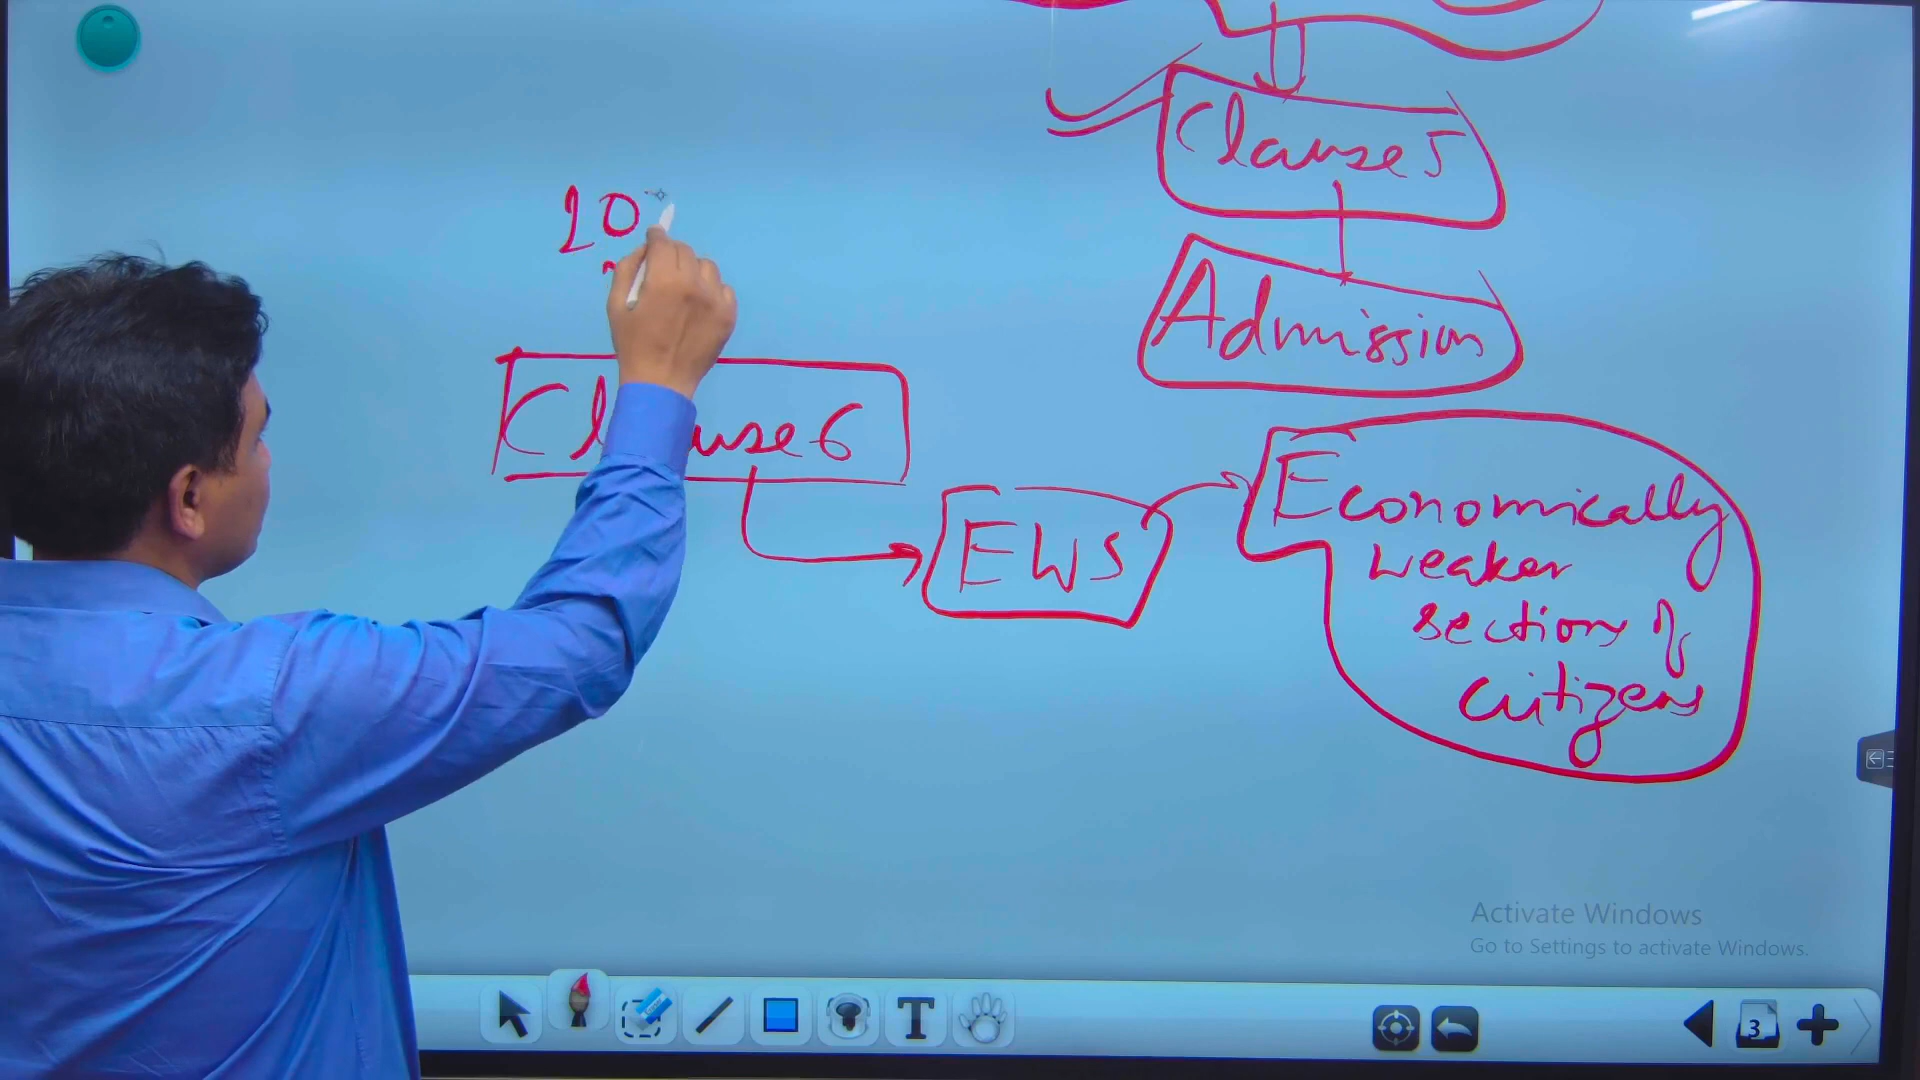 Clause 5
Admission
10
Clause 6
EWS
Economically
weaker
sections of
citizens
Activate Windows
Go to Settings to activate Windows.
T
3